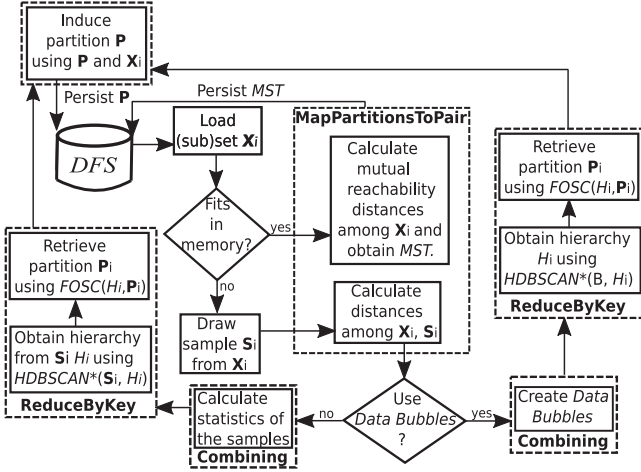 Induce
partition P
using P and Xi
Persist P
Persist MST
DFS
Load
(sub)set Xi
MapPartitionsToPair
Calculate
mutual
reachability
distances
among Xi and
obtain MST.
Fits
in
memory?
yes
no
Retrieve
partition Pi
using FOSC(Hi,Pi)
Obtain hierarchy
Hi using
HDBSCAN*(B, Hi)
ReduceByKey
Retrieve
partition Pi
using FOSC(Hi,Pi)
Obtain hierarchy
from Si Hi using
HDBSCAN*(Si, Hi)
ReduceByKey
Draw
sample Si
from Xi
Calculate
distances
among Xi, Si
Use
Data Bubbles
?
no
yes
Calculate
statistics of
the samples
Combining
Create Data
Bubbles
Combining